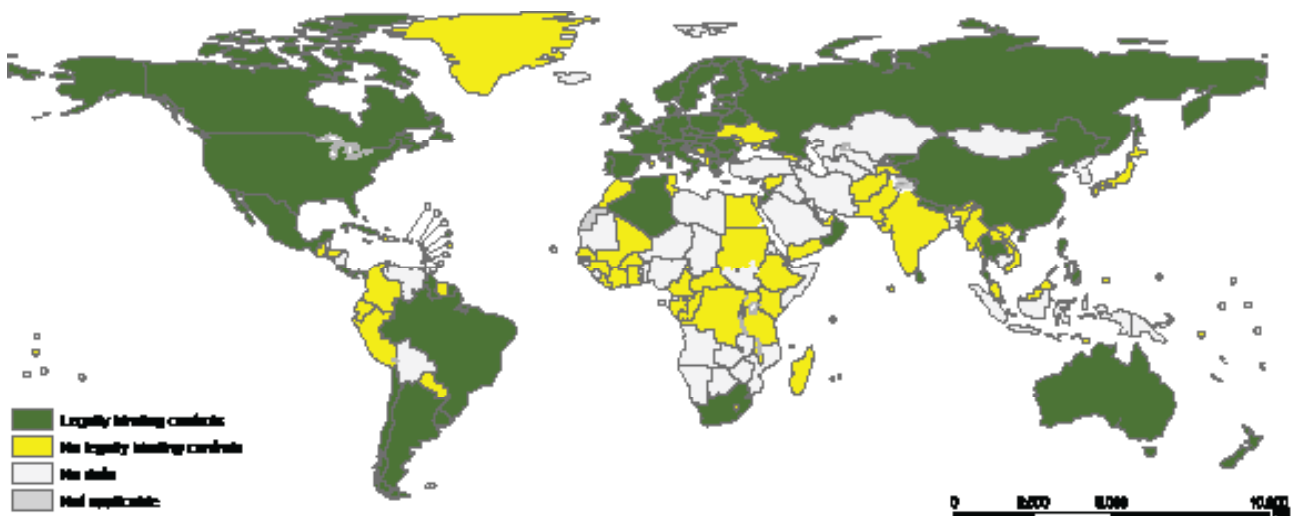 Legally binding controls
No legally binding controls
No data
Not applicable
0 2,500 5,000 10,000